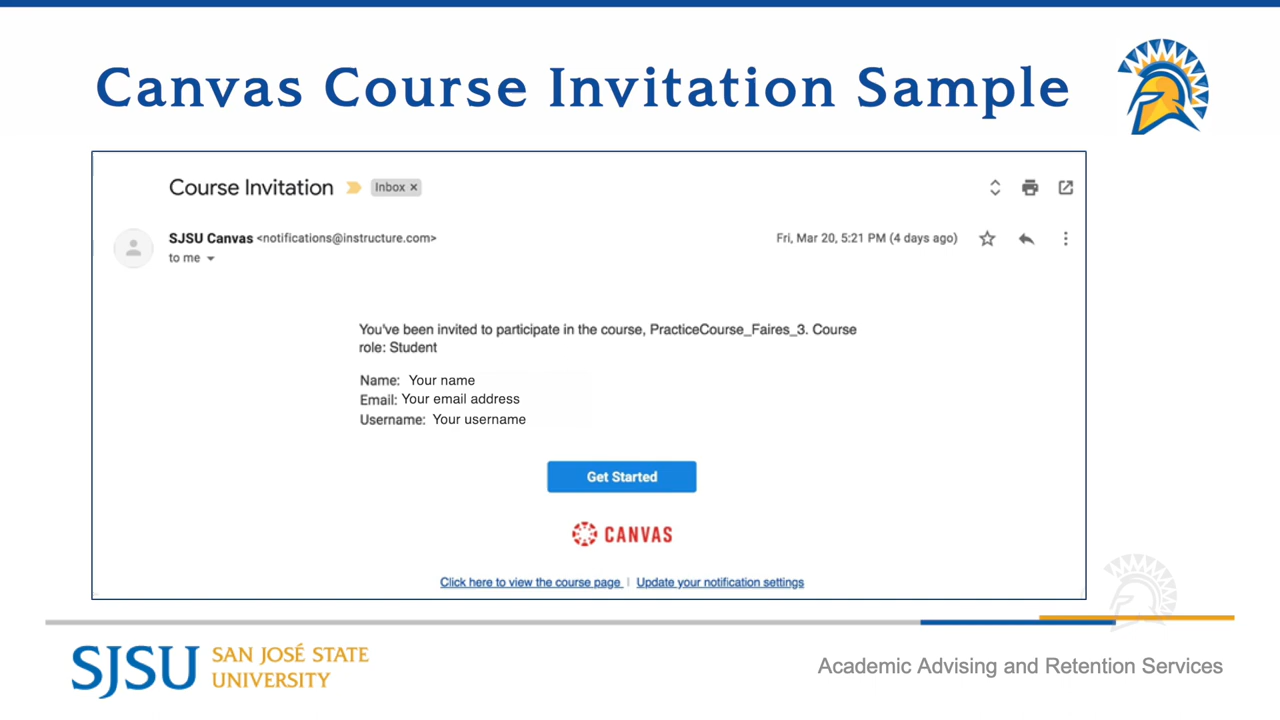 Canvas Course Invitation Sample
Course Invitation Inbox ×
SJSU Canvas <notifications@instructure.com> Fri, Mar 20, 5:21 PM (4 days ago)
to me
You've been invited to participate in the course, PracticeCourse_Faires_3. Course
role: Student
Name: Your name
Email: Your email address
Username: Your username
Get Started
CANVAS
Click here to view the course page | Update your notification settings
SJSU SAN JOSÉ STATE
UNIVERSITY
Academic Advising and Retention Services